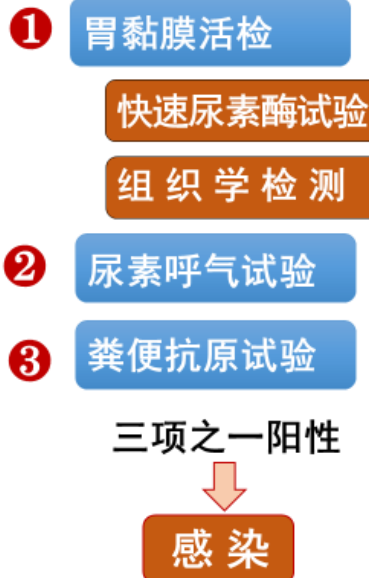 ❶ 胃黏膜活检
快速尿素酶试验
组织学检测
❷ 尿素呼气试验
❸ 粪便抗原试验
三项之一阳性
感染